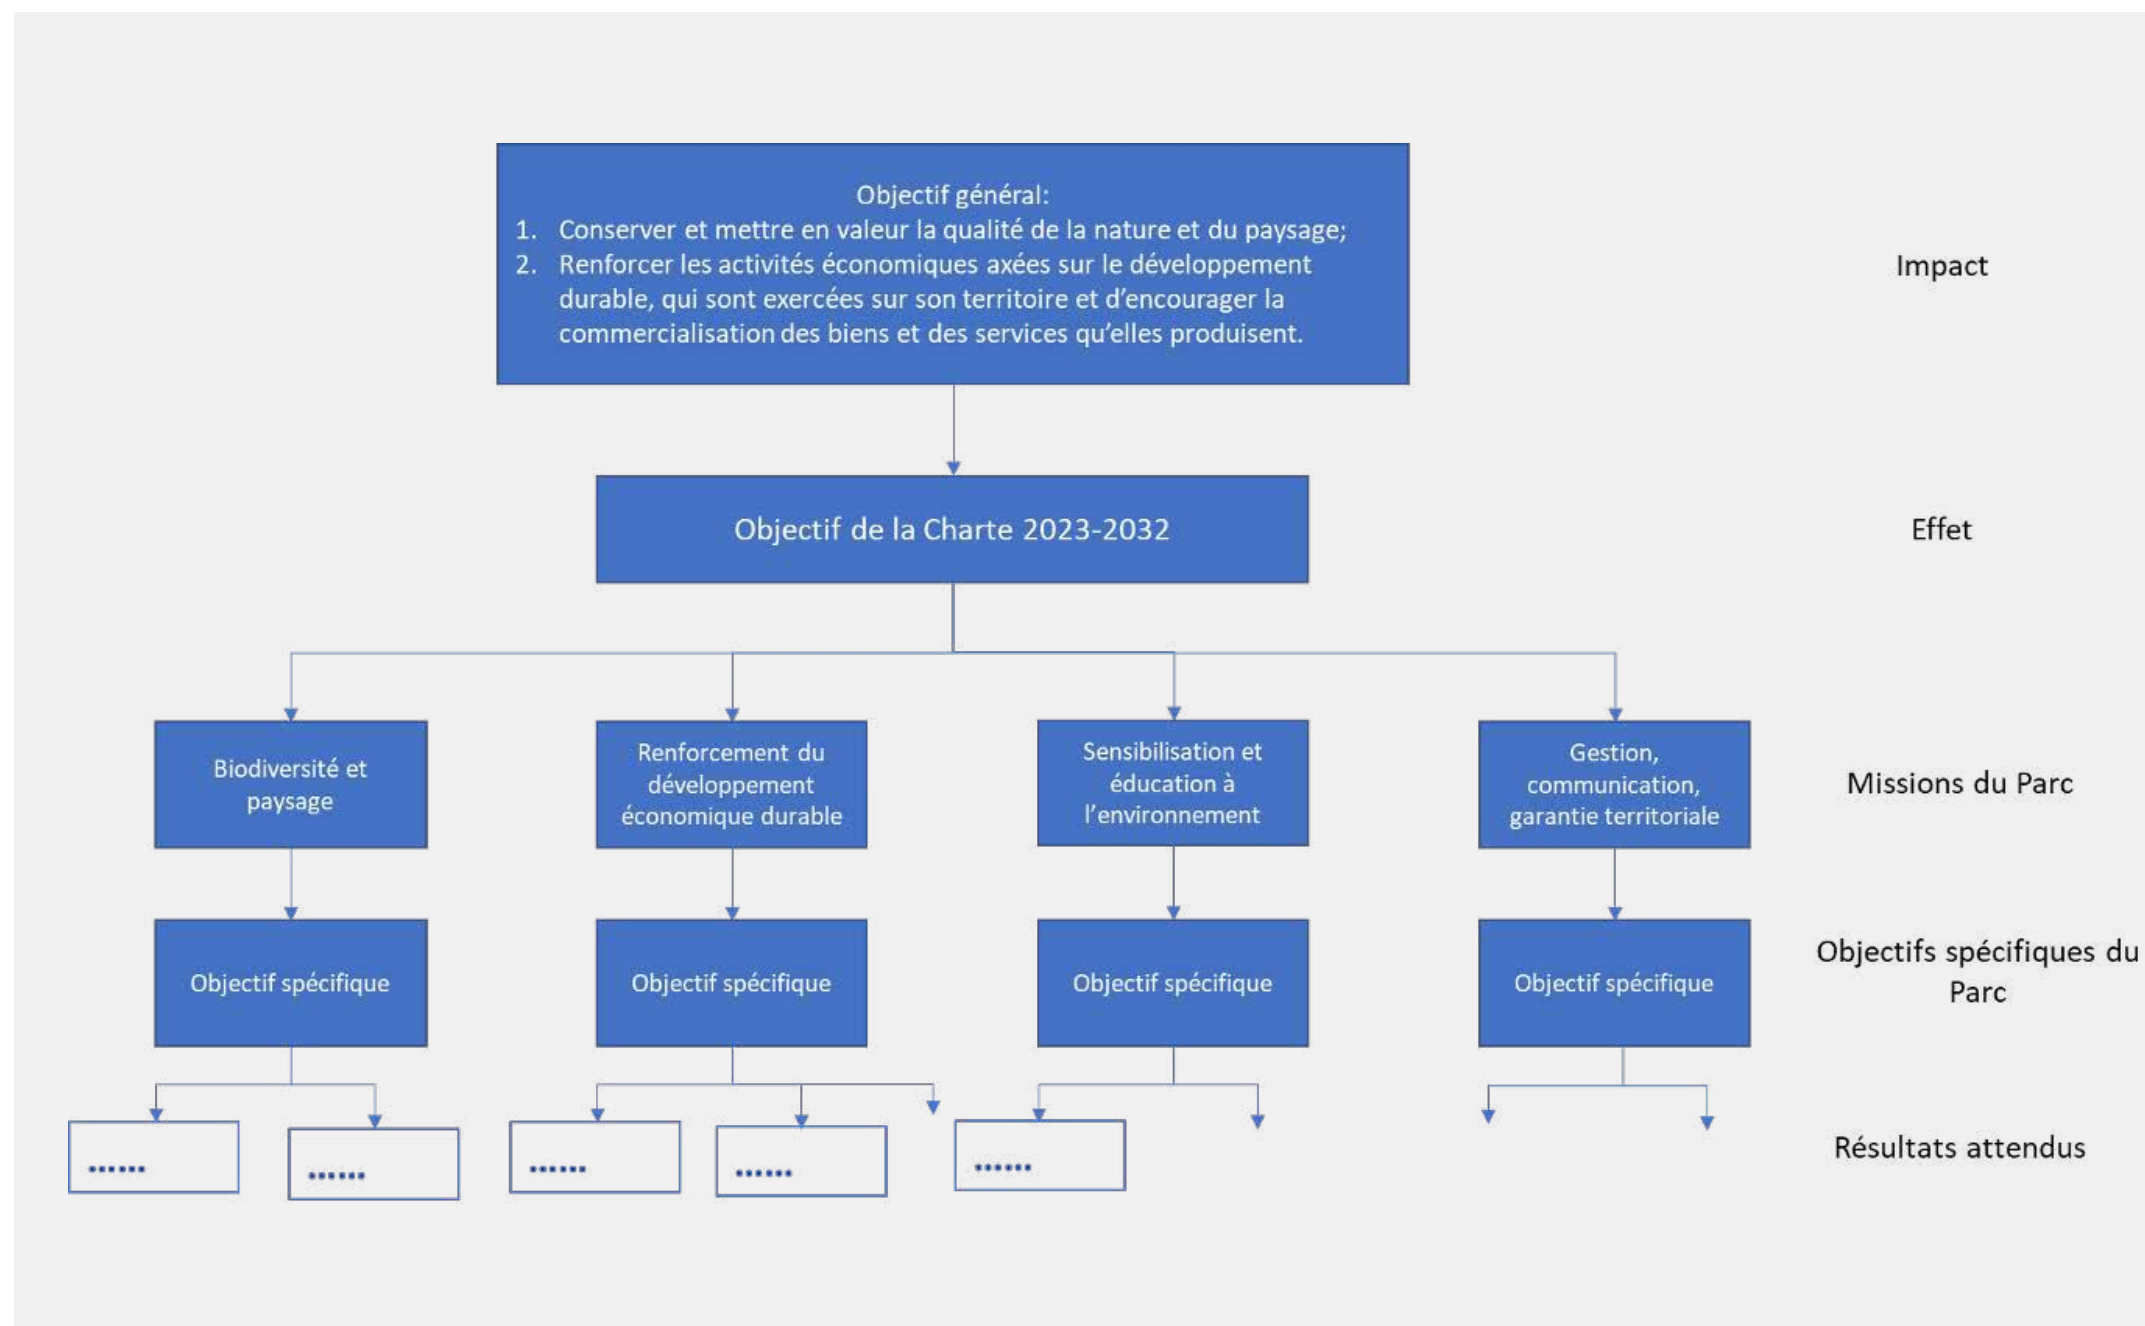 Objectif général:
1. Conserver et mettre en valeur la qualité de la nature et du paysage;
2. Renforcer les activités économiques axées sur le développement
durable, qui sont exercées sur son territoire et d'encourager la
commercialisation des biens et des services qu'elles produisent.
Impact
Objectif de la Charte 2023-2032
Effet
Biodiversité et
paysage
Renforcement du
développement
économique durable
Sensibilisation et
éducation à
l'environnement
Gestion,
communication,
garantie territoriale
Missions du Parc
Objectif spécifique
Objectif spécifique
Objectif spécifique
Objectif spécifique
Objectifs spécifiques du
Parc
......
......
......
......
......
Résultats attendus